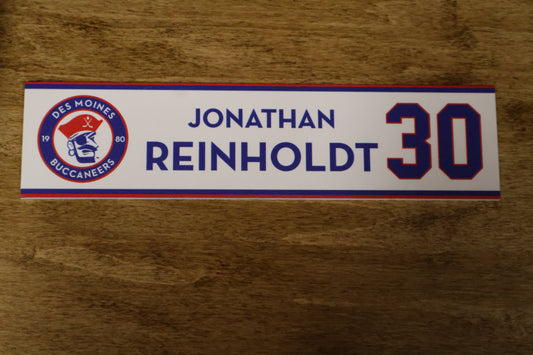 DES MOINES
19 80
BUCCANEERS
JONATHAN
REINHOLDT
30